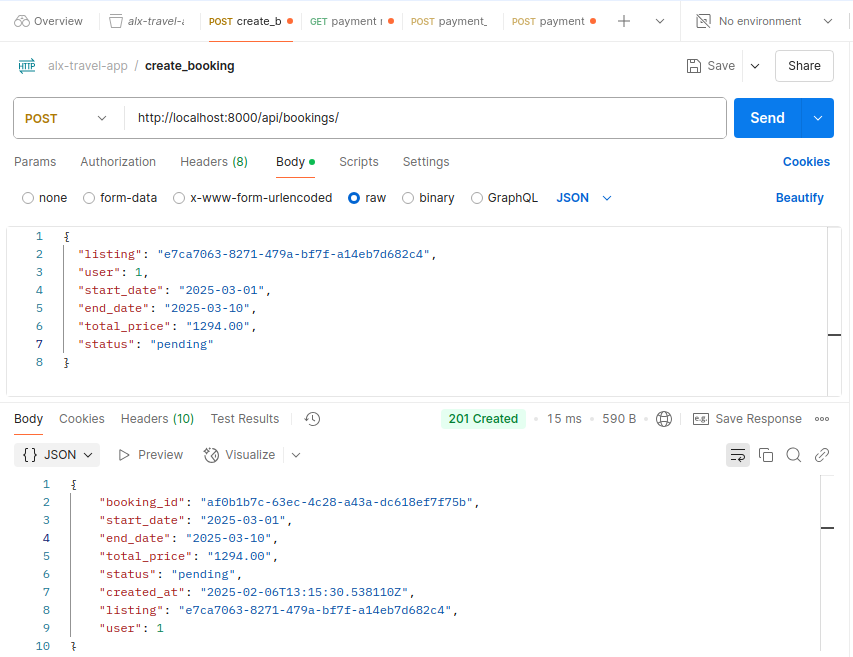 Overview alx-travel-a POST create_b GET payment r POST payment_ POST payment No environment
HTTP alx-travel-app / create_booking Save Share
POST http://localhost:8000/api/bookings/ Send
Params Authorization Headers (8) Body Scripts Settings Cookies
none form-data x-www-form-urlencoded raw binary GraphQL JSON Beautify
1 {
2 "listing": "e7ca7063-8271-479a-bf7f-a14eb7d682c4",
3 "user": 1,
4 "start_date": "2025-03-01",
5 "end_date": "2025-03-10",
6 "total_price": "1294.00",
7 "status": "pending"
8 }
Body Cookies Headers (10) Test Results 201 Created 15 ms 590 B e.g. Save Response
{} JSON Preview Visualize
1 {
2 "booking_id": "af0b1b7c-63ec-4c28-a43a-dc618ef7f75b",
3 "start_date": "2025-03-01",
4 "end_date": "2025-03-10",
5 "total_price": "1294.00",
6 "status": "pending",
7 "created_at": "2025-02-06T13:15:30.538110Z",
8 "listing": "e7ca7063-8271-479a-bf7f-a14eb7d682c4",
9 "user": 1
10 }